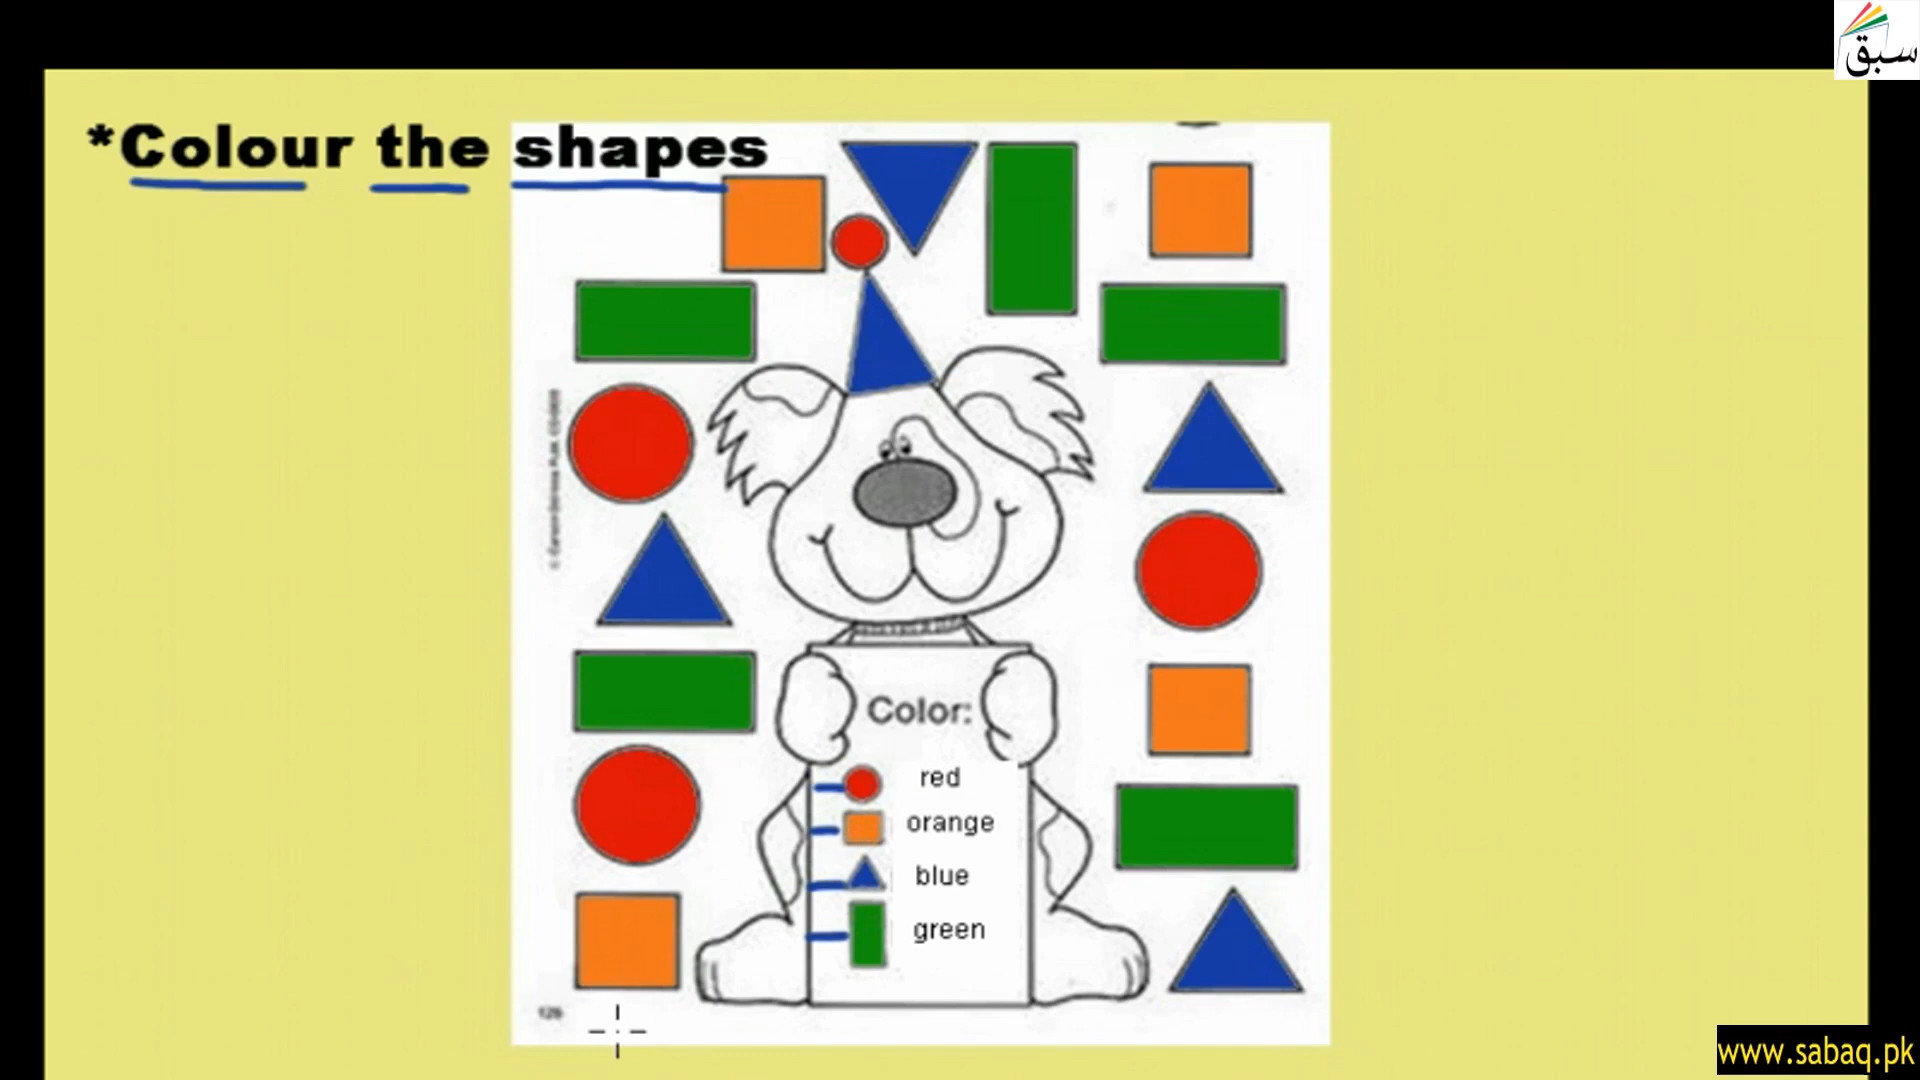 سبق
*Colour the shapes
Color:
red
orange
blue
green
www.sabaq.pk